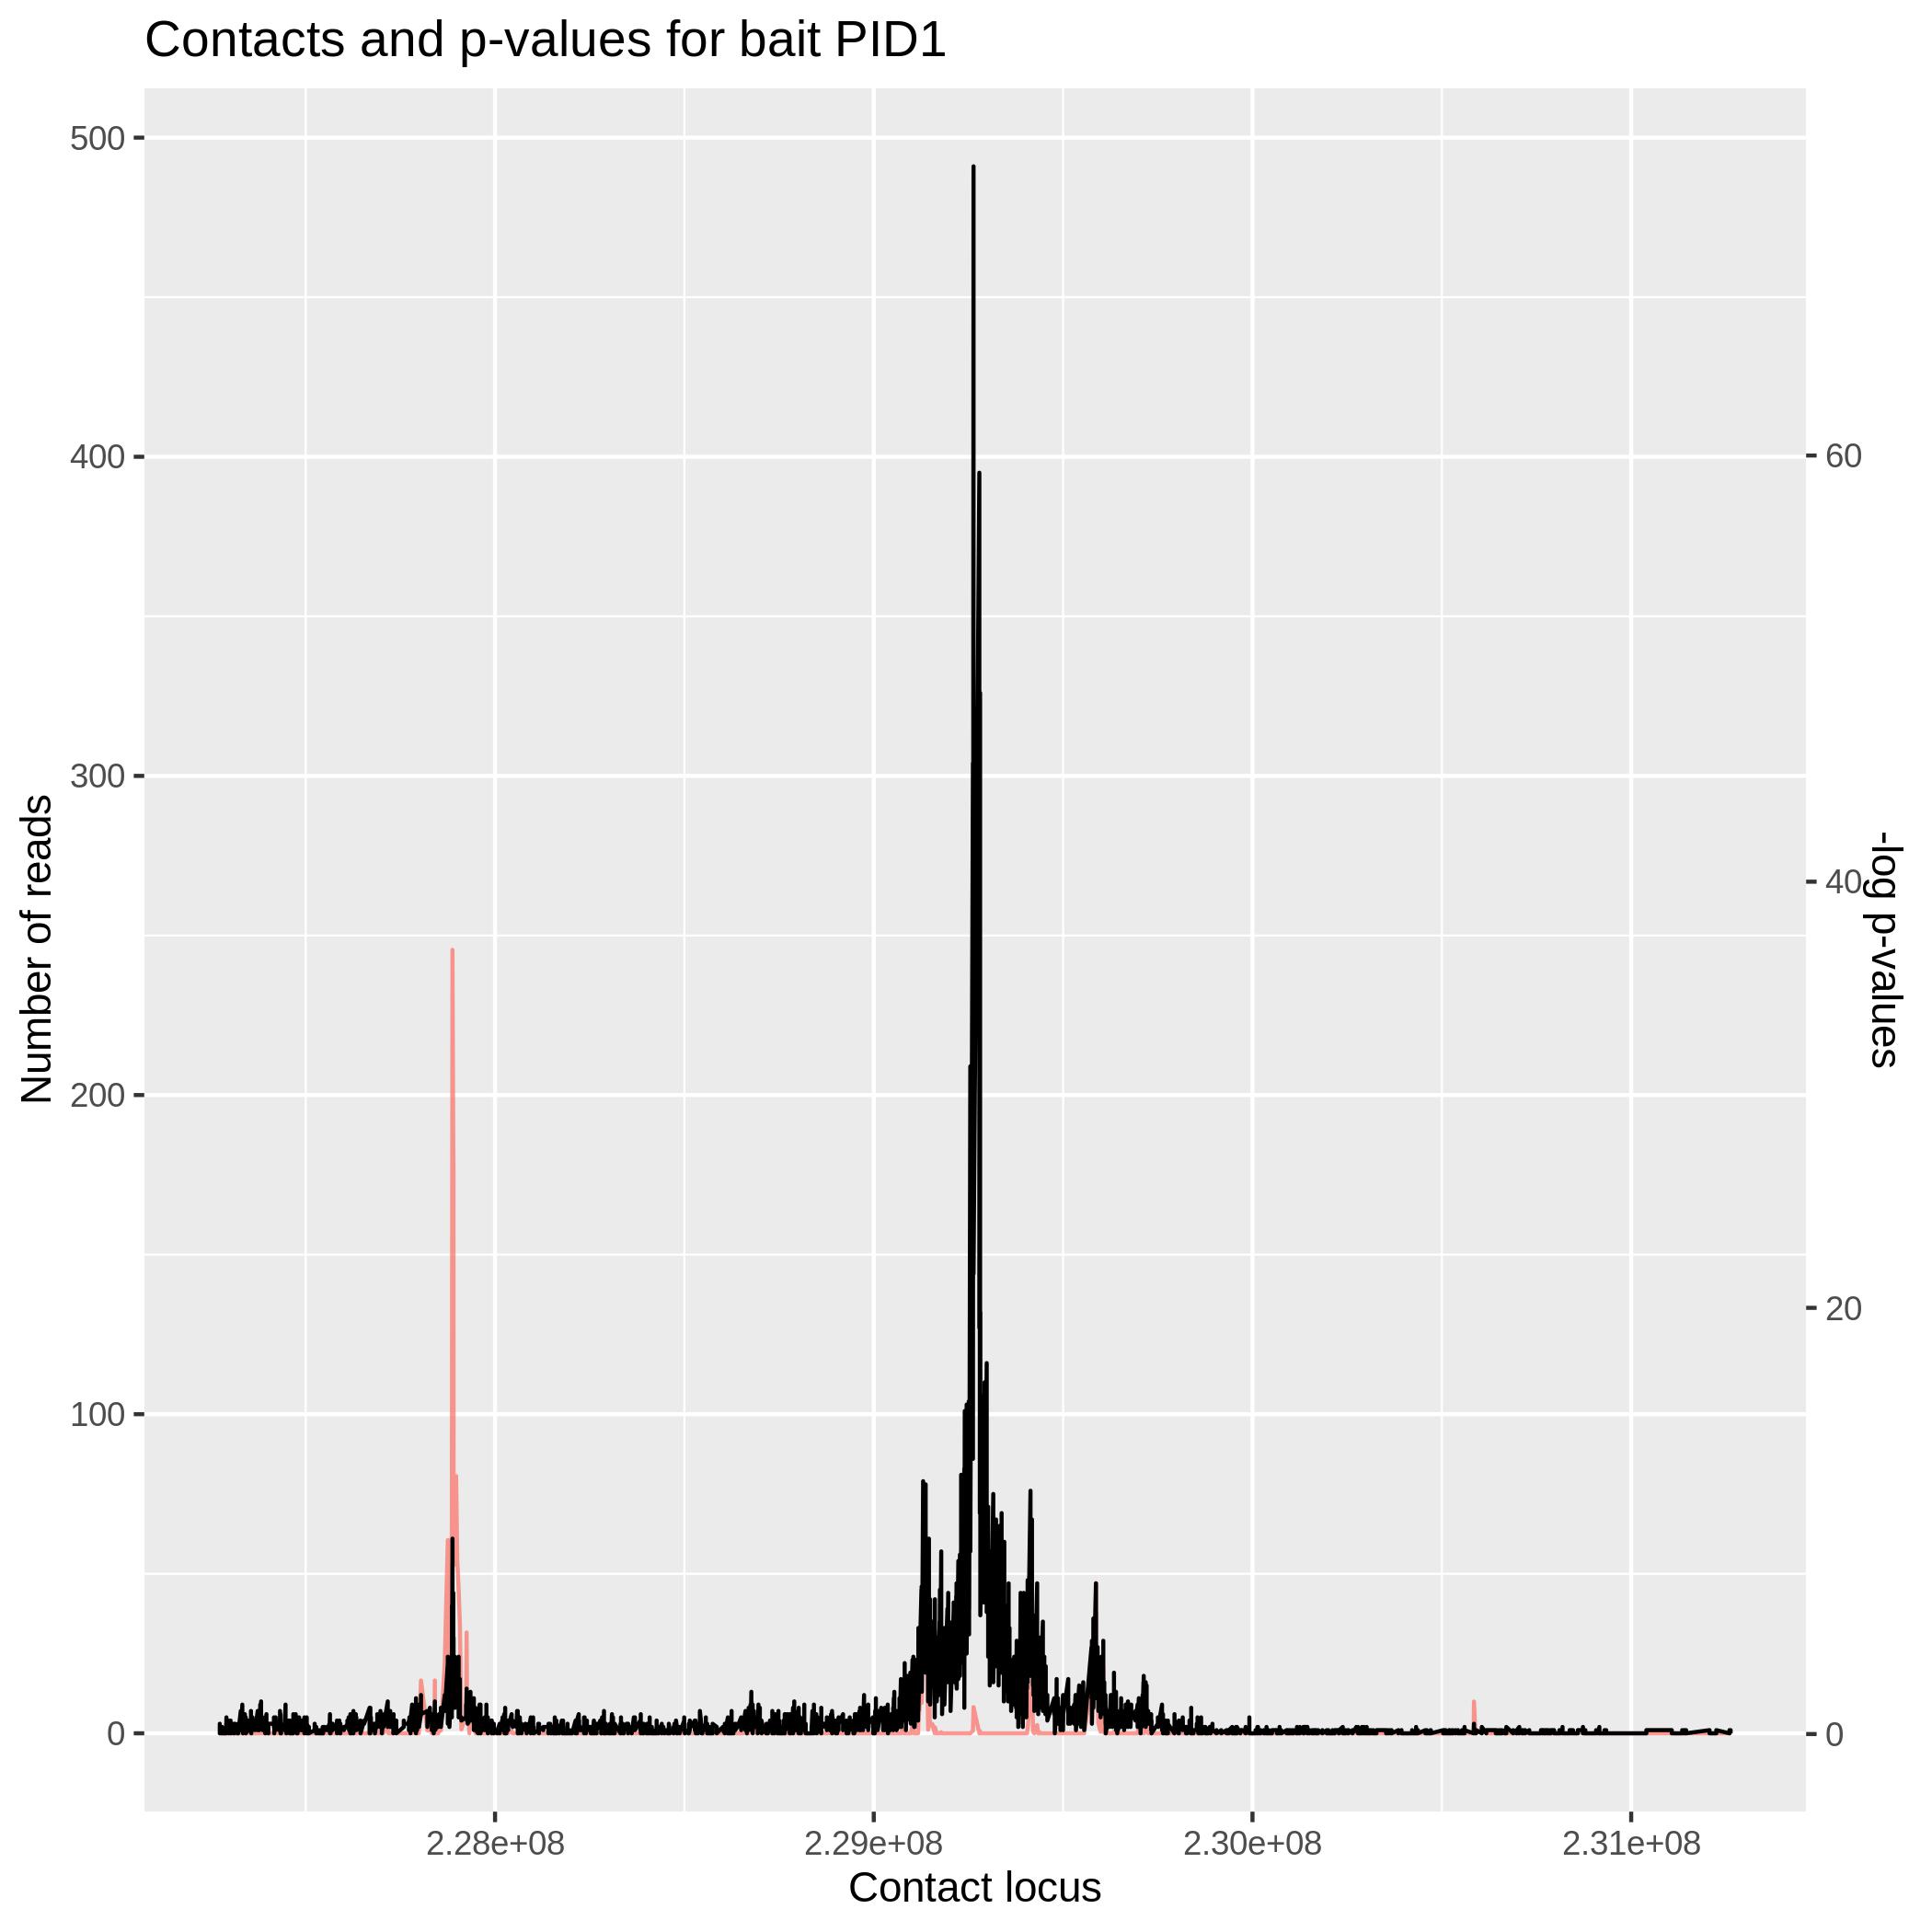 Contacts and p-values for bait PID1
500
400
300
200
100
0
Number of reads
60
40
20
0
-log p-values
2.28e+08
2.29e+08
2.30e+08
2.31e+08
Contact locus